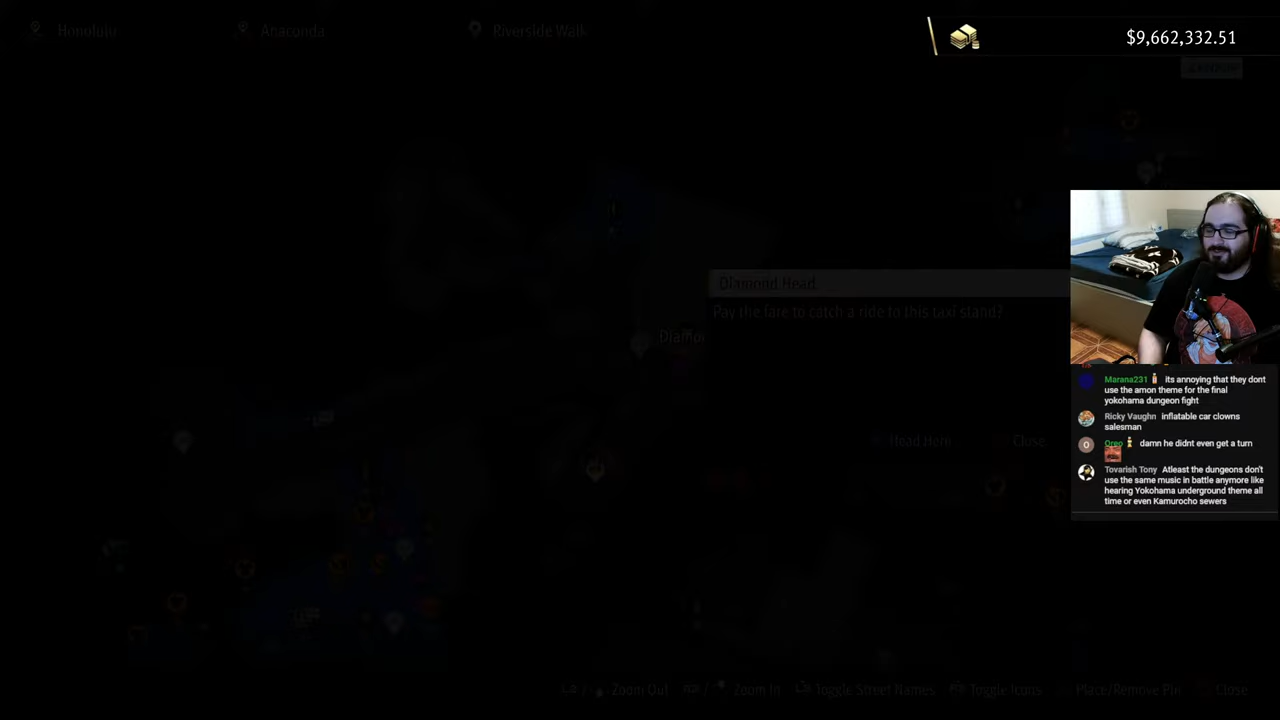 Honolulu
Anaconda
Riverside Walk
$9,662,332.51
Diamond Head
Pay the fare to catch a ride to this taxi stand?
Diamo
Head Here
Close
Marana231 its annoying that they dont
use the amon theme for the final
yokohama dungeon fight
Ricky Vaughn inflatable car clowns
salesman
Oreo damn he didnt even get a turn
Tovarish Tony Atleast the dungeons don't
use the same music in battle anymore like
hearing Yokohama underground theme all
time or even Kamurocho sewers
Zoom Out
Zoom In
Toggle Street Names
Toggle Icons
Place/Remove Pin
Close